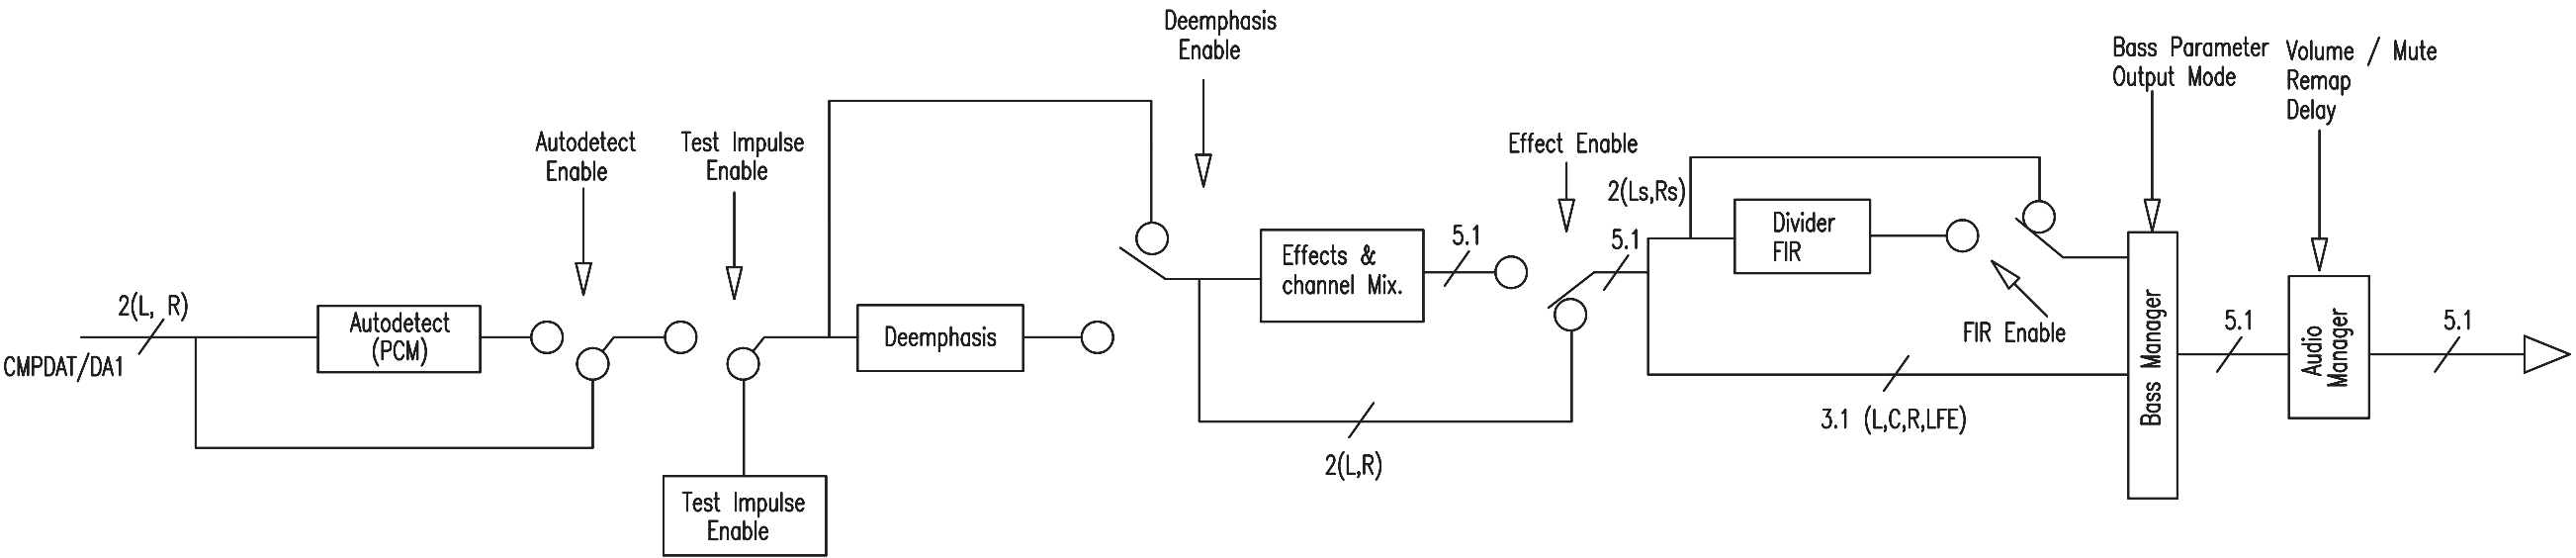 Deemphasis
Enable
Bass Parameter
Output Mode
Volume / Mute
Remap
Delay
Autodetect
Enable
Test Impulse
Enable
Effect Enable
2(Ls,Rs)
5.1
5.1
Divider
FIR
Effects &
channel Mix.
2(L, R)
CMPDAT/DA1
Autodetect
(PCM)
Deemphasis
FIR Enable
Bass Manager
5.1
Audio
Manager
5.1
3.1 (L,C,R,LFE)
2(L,R)
Test Impulse
Enable